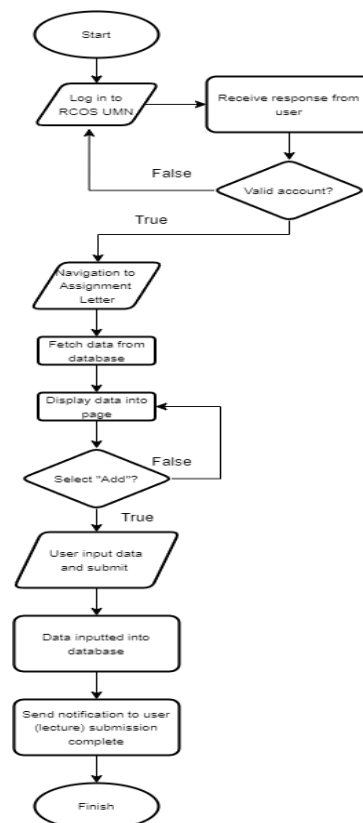 Start
Log in to
RCOS UMN
Receive response from
user
False
Valid account?
True
Navigation to
Assignment
Letter
Fetch data from
database
Display data into
page
False
Select "Add"?
True
User input data
and submit
Data inputted into
database
Send notification to user
(lecture) submission
complete
Finish